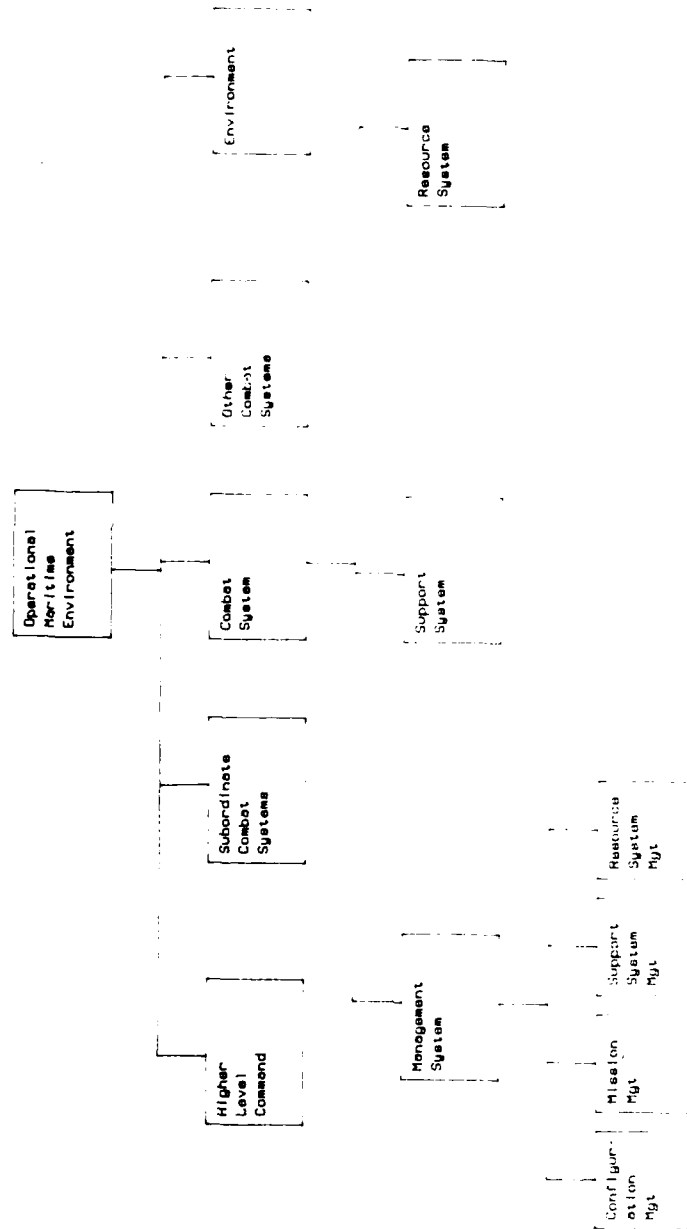 Operational
Maritime
Environment
Higher
Level
Command
Subordinate
Combat
Systems
Combat
System
Other
Combat
Systems
Environment
Management
System
Support
System
Resource
System
Configur-
ation
Mgt
Mission
Mgt
Support
System
Mgt
Resource
System
Mgt